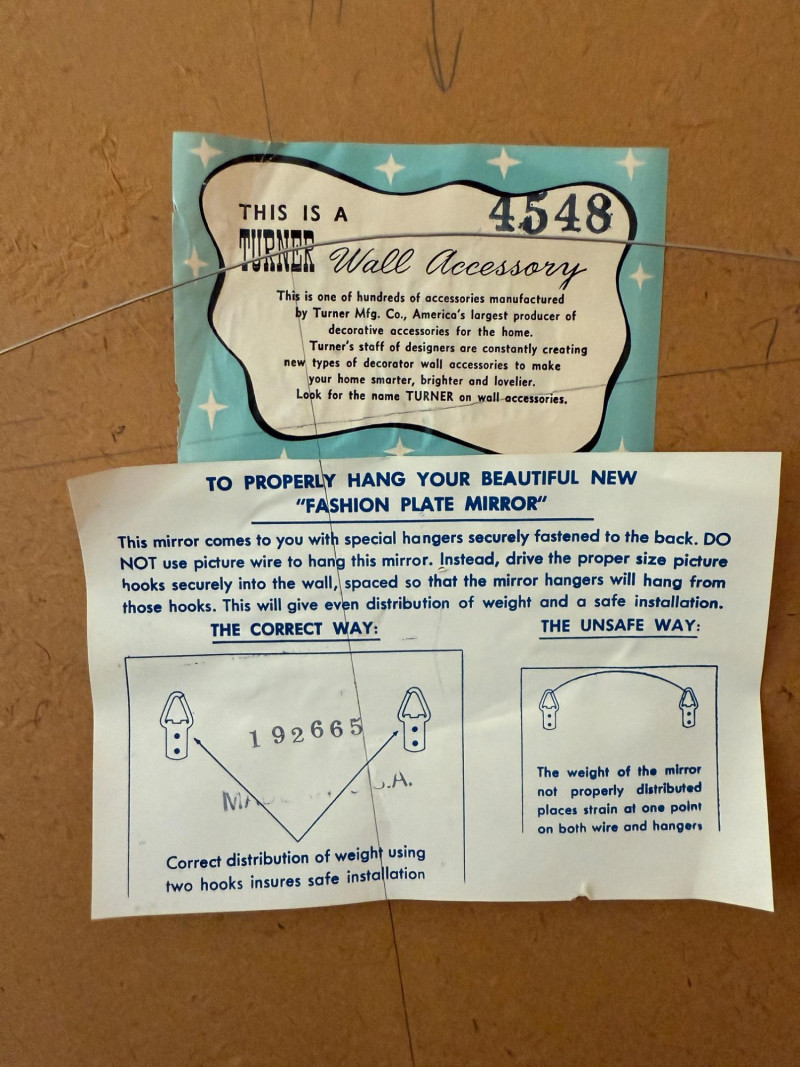 THIS IS A
4548
TURNER Wall Accessory
This is one of hundreds of accessories manufactured
by Turner Mfg. Co., America's largest producer of
decorative accessories for the home.
Turner's staff of designers are constantly creating
new types of decorator wall accessories to make
your home smarter, brighter and lovelier.
Look for the name TURNER on wall accessories.
TO PROPERLY HANG YOUR BEAUTIFUL NEW
"FASHION PLATE MIRROR"
This mirror comes to you with special hangers securely fastened to the back. DO
NOT use picture wire to hang this mirror. Instead, drive the proper size picture
hooks securely into the wall, spaced so that the mirror hangers will hang from
those hooks. This will give even distribution of weight and a safe installation.
THE CORRECT WAY:
192665
Correct distribution of weight using
two hooks insures safe installation
THE UNSAFE WAY:
The weight of the mirror
not properly distributed
places strain at one point
on both wire and hangers